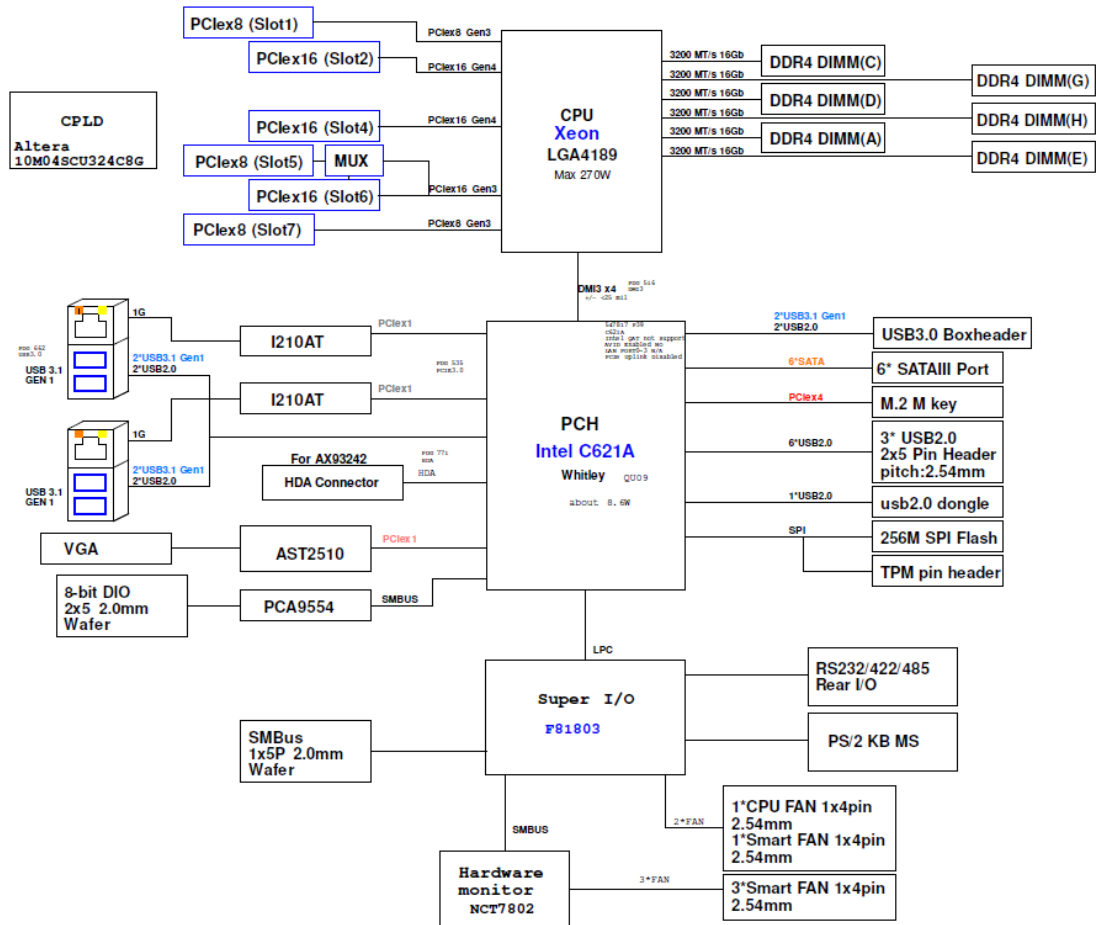 PCIex8 (Slot1)
PCIex8 Gen3
PCIex16 (Slot2)
PCIex16 Gen4
CPLD
Altera
10M04SCU324C8G
PCIex16 (Slot4)
PCIex16 Gen4
PCIex8 (Slot5)
MUX
PCIex16 (Slot6)
PCIex16 Gen3
PCIex8 (Slot7)
PCIex8 Gen3
CPU
Xeon
LGA4189
Max 270W
3200 MT/s 16Gb
DDR4 DIMM(C)
3200 MT/s 16Gb
DDR4 DIMM(G)
3200 MT/s 16Gb
DDR4 DIMM(D)
3200 MT/s 16Gb
DDR4 DIMM(H)
3200 MT/s 16Gb
DDR4 DIMM(A)
3200 MT/s 16Gb
DDR4 DIMM(E)
DMI3 x4
+/- <25 mil
1G
I210AT
PCIex1
USB 3.1
GEN 1
2*USB3.1 Gen1
2*USB2.0
I210AT
PCIex1
1G
USB 3.1
GEN 1
2*USB3.1 Gen1
2*USB2.0
For AX93242
HDA Connector
HDA
VGA
AST2510
PCIex1
8-bit DIO
2x5 2.0mm
Wafer
PCA9554
SMBUS
PCH
Intel C621A
Whitley
QU09
about 8.6W
2*USB3.1 Gen1
2*USB2.0
USB3.0 Boxheader
6*SATA
6* SATAIII Port
PCIex4
M.2 M key
6*USB2.0
3* USB2.0
2x5 Pin Header
pitch:2.54mm
1*USB2.0
usb2.0 dongle
SPI
256M SPI Flash
TPM pin header
LPC
Super I/O
F81803
RS232/422/485
Rear I/O
PS/2 KB MS
SMBus
1x5P 2.0mm
Wafer
2*FAN
1*CPU FAN 1x4pin
2.54mm
1*Smart FAN 1x4pin
2.54mm
SMBUS
Hardware
monitor
NCT7802
3*FAN
3*Smart FAN 1x4pin
2.54mm